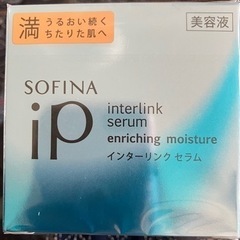 満
うるおい続く
ちたりた肌へ
美容液
SOFINA
iP
interlink
serum
enriching moisture
インターリンク セラム